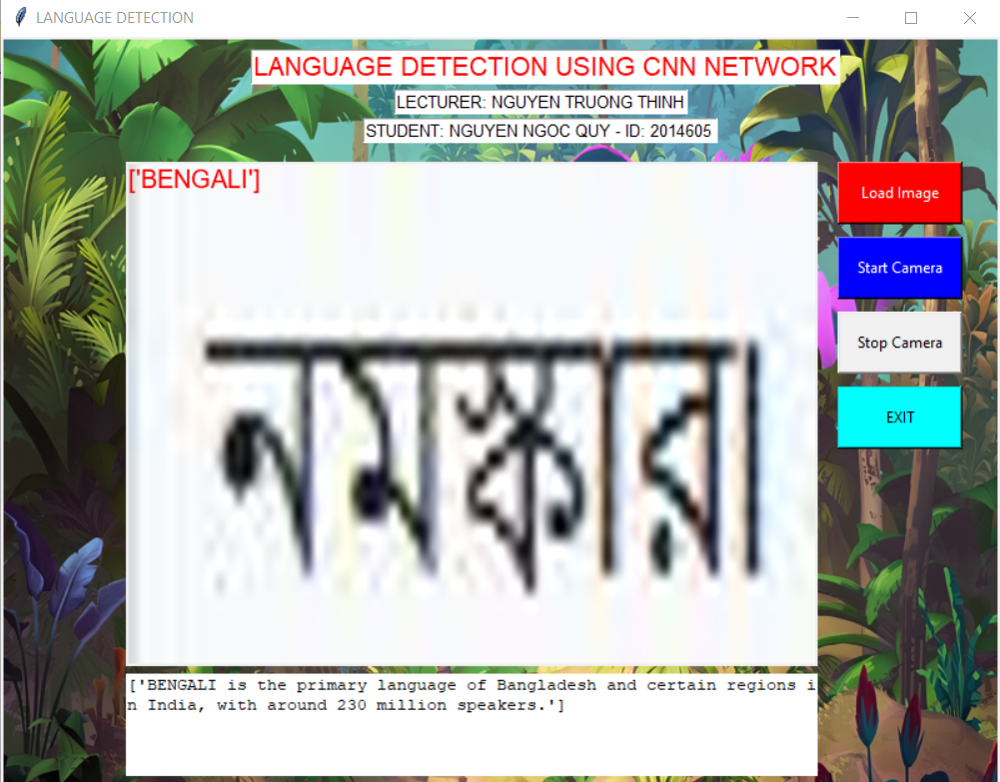 LANGUAGE DETECTION
LANGUAGE DETECTION USING CNN NETWORK
LECTURER: NGUYEN TRUONG THINH
STUDENT: NGUYEN NGOC QUY - ID: 2014605
['BENGALI']
নমস্কার।
Load Image
Start Camera
Stop Camera
EXIT
['BENGALI is the primary language of Bangladesh and certain regions i
n India, with around 230 million speakers.']